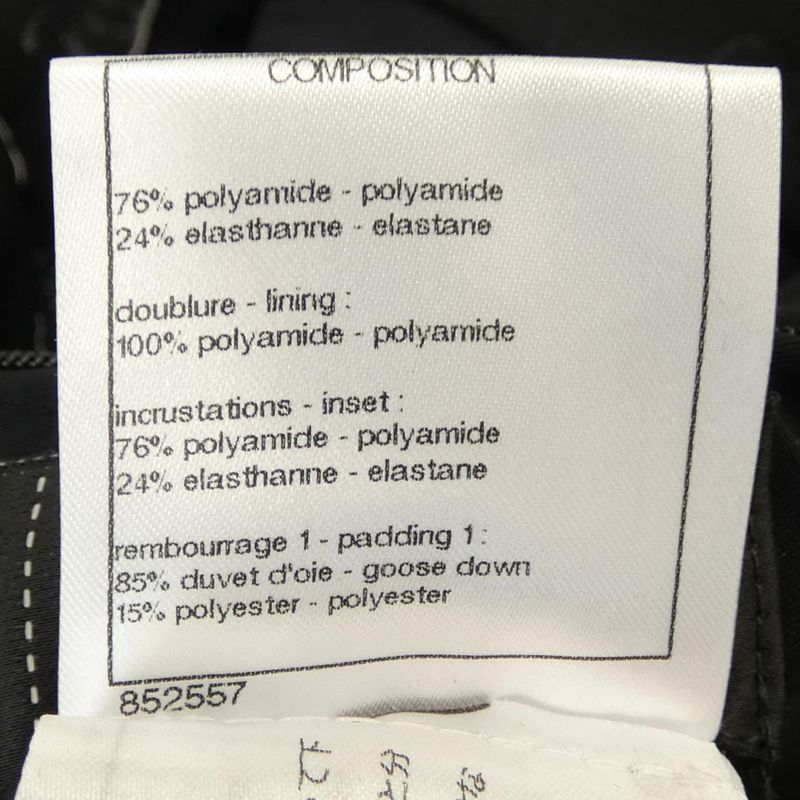 COMPOSITION
76% polyamide - polyamide
24% elasthanne - elastane
doublure - lining :
100% polyamide - polyamide
incrustations - inset :
76% polyamide - polyamide
24% elasthanne - elastane
rembourrage 1 - padding 1 :
85% duvet d'oie - goose down
15% polyester - polyester
852557